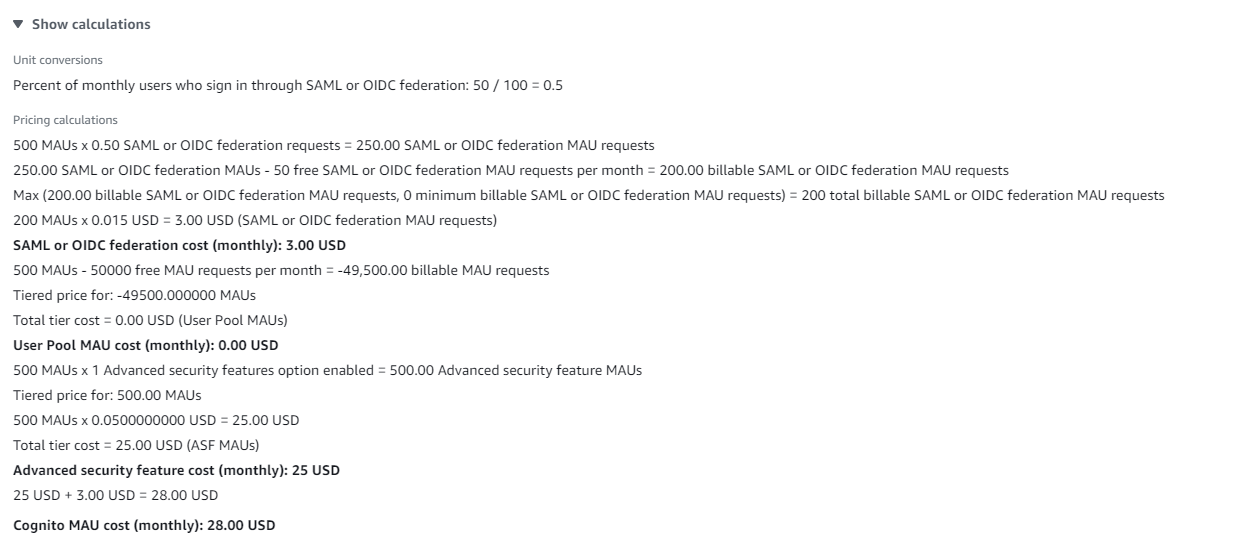 ▼ Show calculations
Unit conversions
Percent of monthly users who sign in through SAML or OIDC federation: 50 / 100 = 0.5
Pricing calculations
500 MAUs x 0.50 SAML or OIDC federation requests = 250.00 SAML or OIDC federation MAU requests
250.00 SAML or OIDC federation MAUs - 50 free SAML or OIDC federation MAU requests per month = 200.00 billable SAML or OIDC federation MAU requests
Max (200.00 billable SAML or OIDC federation MAU requests, 0 minimum billable SAML or OIDC federation MAU requests) = 200 total billable SAML or OIDC federation MAU requests
200 MAUs x 0.015 USD = 3.00 USD (SAML or OIDC federation MAU requests)
SAML or OIDC federation cost (monthly): 3.00 USD
500 MAUs - 50000 free MAU requests per month = -49,500.00 billable MAU requests
Tiered price for: -49500.000000 MAUs
Total tier cost = 0.00 USD (User Pool MAUs)
User Pool MAU cost (monthly): 0.00 USD
500 MAUs x 1 Advanced security features option enabled = 500.00 Advanced security feature MAUs
Tiered price for: 500.00 MAUs
500 MAUs x 0.0500000000 USD = 25.00 USD
Total tier cost = 25.00 USD (ASF MAUs)
Advanced security feature cost (monthly): 25 USD
25 USD + 3.00 USD = 28.00 USD
Cognito MAU cost (monthly): 28.00 USD